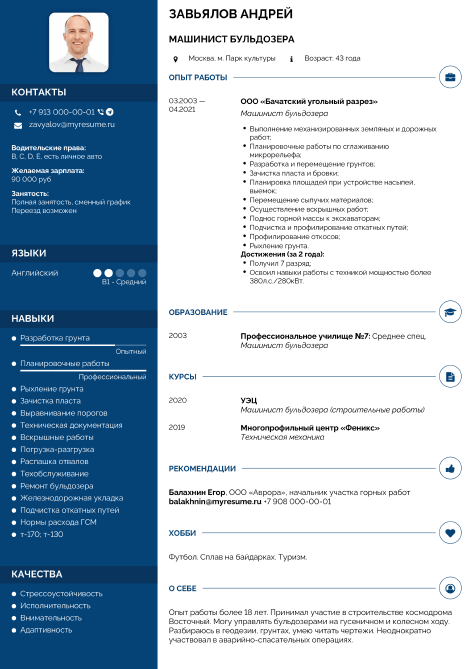 ЗАВЬЯЛОВ АНДРЕЙ
МАШИНИСТ БУЛЬДОЗЕРА
Москва, м. Парк культуры
Возраст: 43 года
КОНТАКТЫ
+7 913 000-00-01
zavyalov@myresume.ru
Водительские права:
B, C, D, E, есть личное авто
Желаемая зарплата:
90 000 руб
Занятость:
Полная занятость, сменный график
Переезд возможен
ЯЗЫКИ
Английский
B1 - Средний
НАВЫКИ
Разработка грунта
Опытный
Планировочные работы
Профессиональный
Рыхление грунта
Зачистка пласта
Выравнивание порогов
Техническая документация
Вскрышные работы
Погрузка-разгрузка
Распашка отвалов
Техобслуживание
Ремонт бульдозера
Железнодорожная укладка
Подчистка откатных путей
Нормы расхода ГСМ
т-170; т-130
КАЧЕСТВА
Стрессоустойчивость
Исполнительность
Внимательность
Адаптивность
ОПЫТ РАБОТЫ
03.2003 —
04.2021
ООО «Бачатский угольный разрез»
Машинист бульдозера
Выполнение механизированных земляных и дорожных
работ;
Планировочные работы по сглаживанию
микрорельефа;
Разработка и перемещение грунтов;
Зачистка пласта и бровки;
Планировка площадей при устройстве насыпей,
выемок;
Перемещение сыпучих материалов;
Осуществление вскрышных работ;
Поднос горной массы к экскаваторам;
Подчистка и профилирование откатных путей;
Профилирование откосов;
Рыхление грунта.
Достижения (за 2 года):
Получил 7 разряд;
Освоил навыки работы с техникой мощностью более
380л.с./280кВт.
ОБРАЗОВАНИЕ
2003
Профессиональное училище №7: Среднее спец.
Машинист бульдозера
КУРСЫ
2020
УЭЦ
Машинист бульдозера (строительные работы)
2019
Многопрофильный центр «Феникс»
Техническая механика
РЕКОМЕНДАЦИИ
Балахнин Егор, ООО «Аврора», начальник участка горных работ
balakhnin@myresume.ru +7 908 000-00-01
ХОББИ
Футбол. Сплав на байдарках. Туризм.
О СЕБЕ
Опыт работы более 18 лет. Принимал участие в строительстве космодрома
Восточный. Могу управлять бульдозерами на гусеничном и колесном ходу.
Разбираюсь в геодезии, грунтах, умею читать чертежи. Неоднократно
участвовал в аварийно-спасательных операциях.